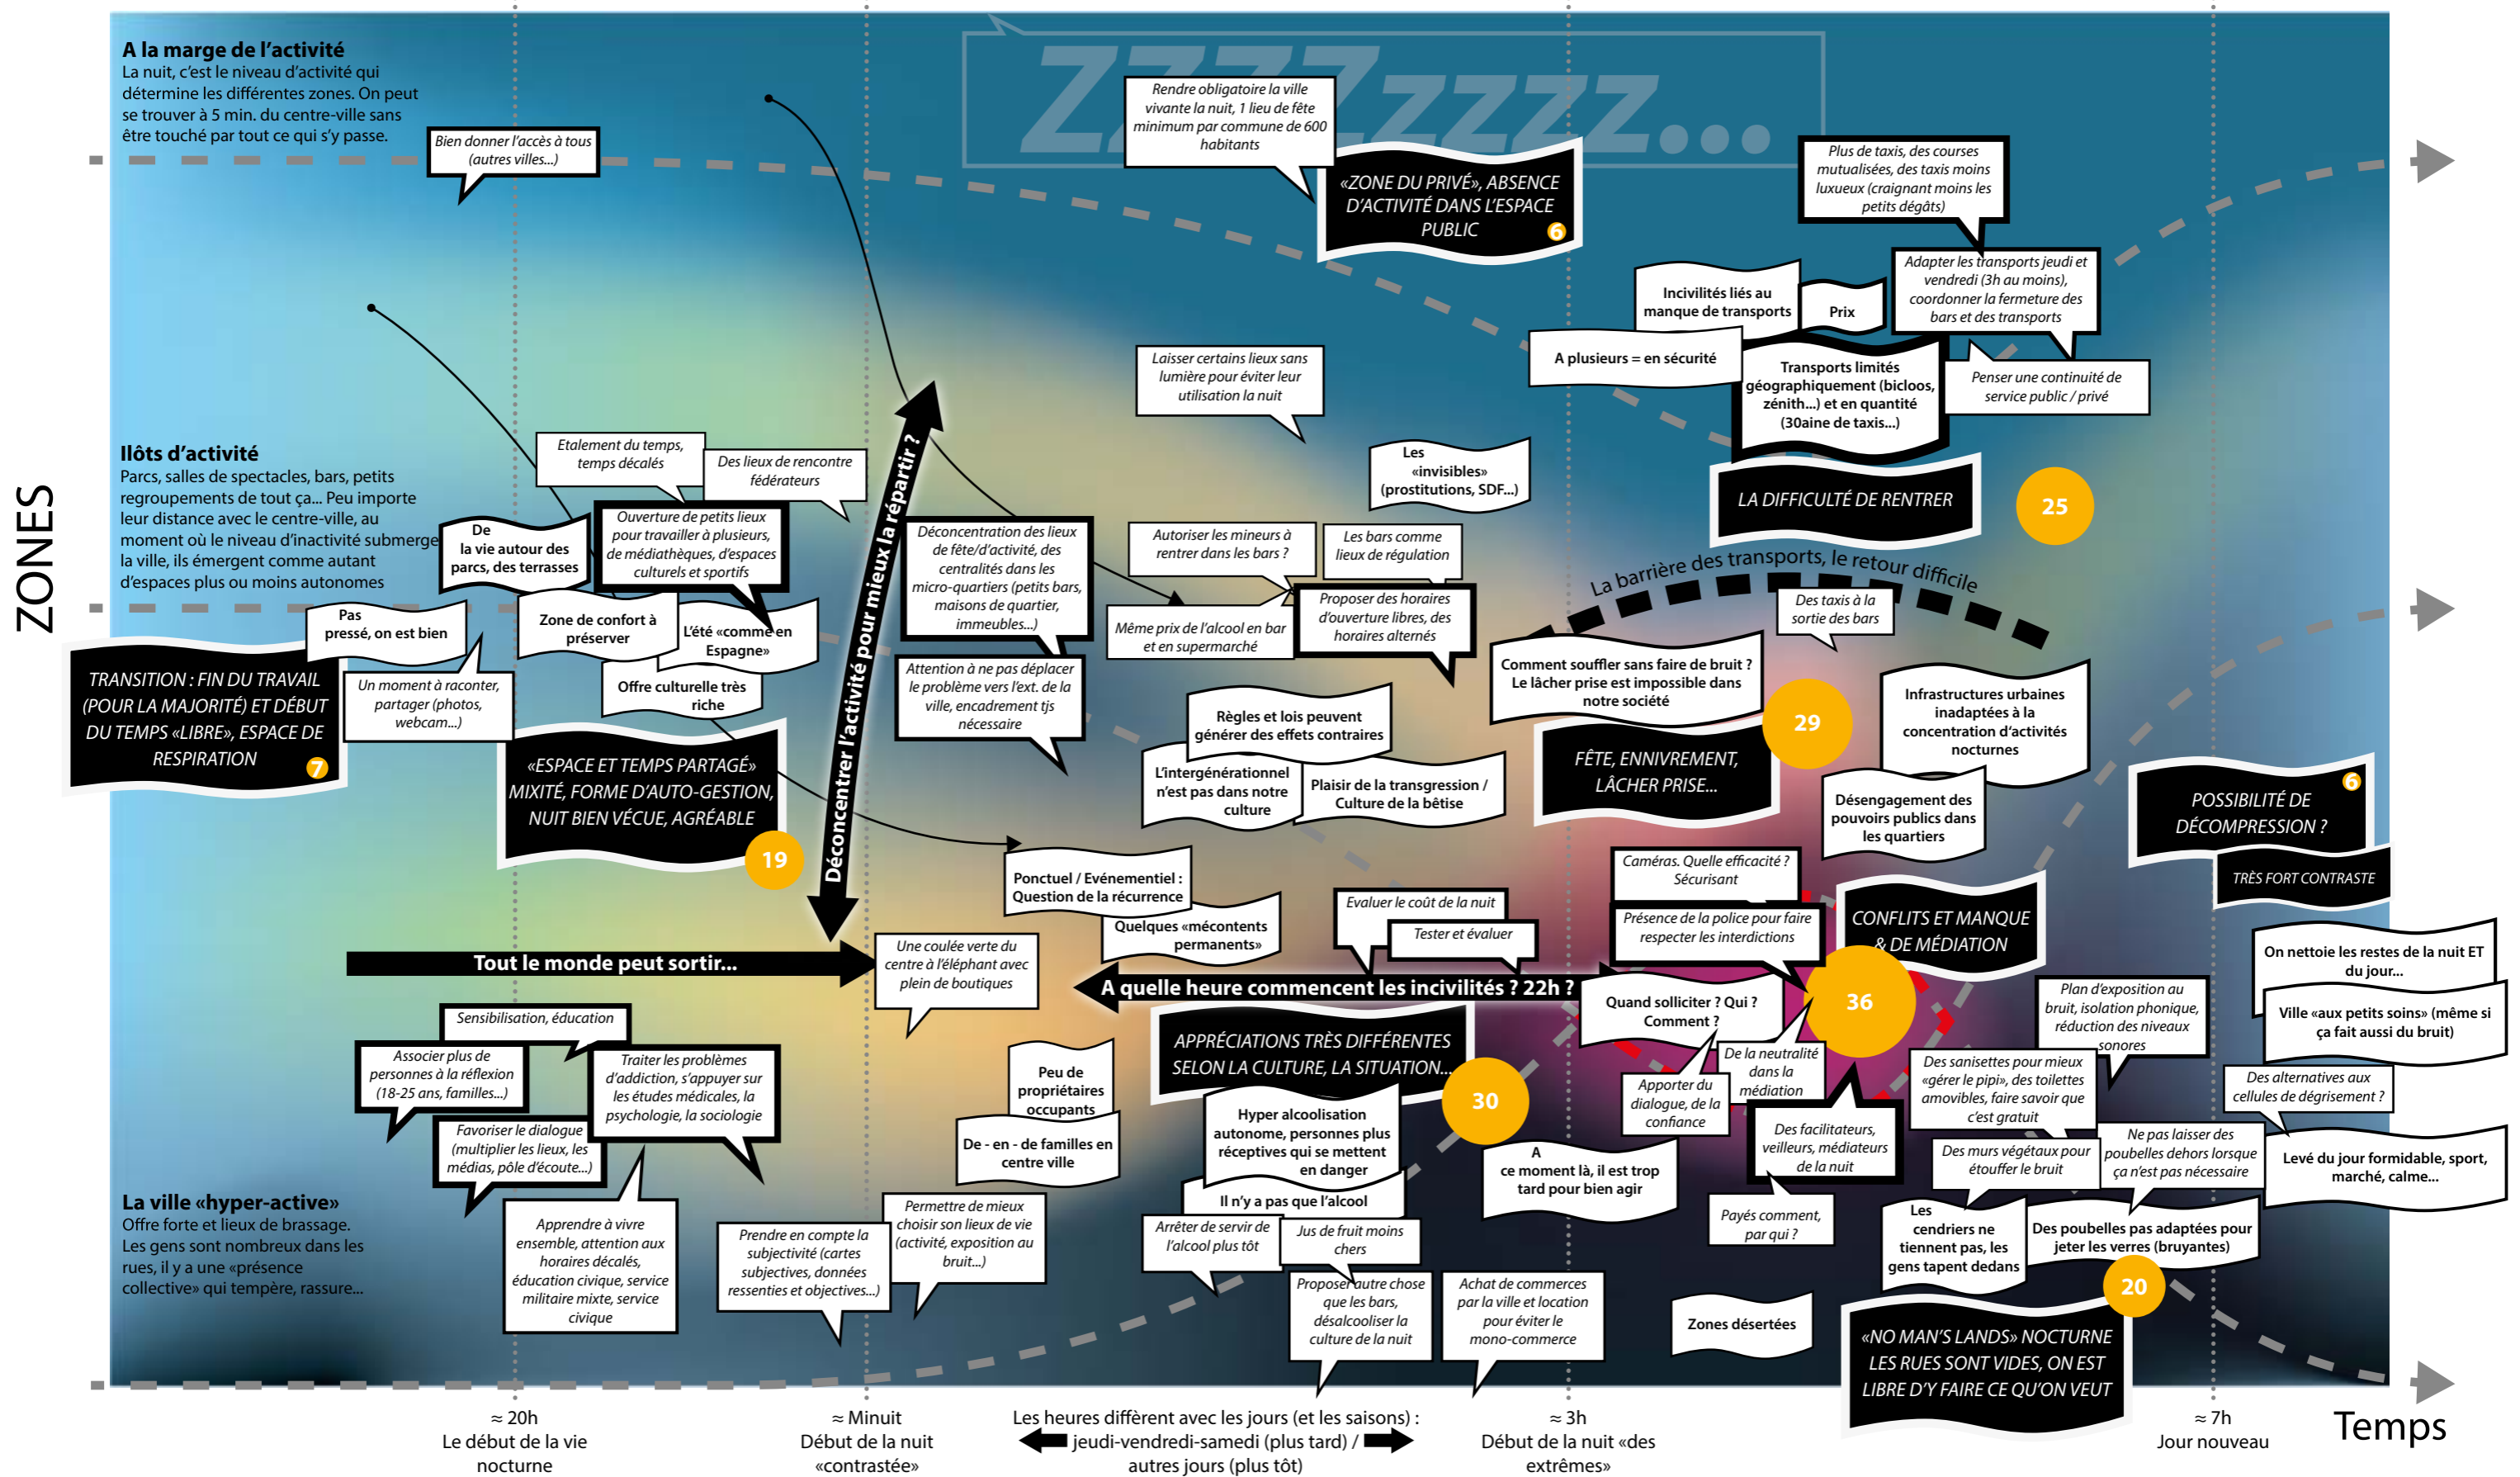 ZZZZzzzz...
A la marge de l'activité
La nuit, c'est le niveau d'activité qui
détermine les différentes zones. On peut
se trouver à 5 min. du centre-ville sans
être touché par tout ce qui s'y passe.
Bien donner l'accès à tous
(autres villes...)
Rendre obligatoire la ville
vivante la nuit, 1 lieu de fête
minimum par commune de 600
habitants
«ZONE DU PRIVÉ», ABSENCE
D'ACTIVITÉ DANS L'ESPACE
PUBLIC
6
Plus de taxis, des courses
mutualisées, des taxis moins
luxueux (craignant moins les
petits dégâts)
Adapter les transports jeudi et
vendredi (3h au moins),
coordonner la fermeture des
bars et des transports
Incivilités liés au
manque de transports
Prix
A plusieurs = en sécurité
Transports limités
géographiquement (bicloos,
zénith...) et en quantité
(30aine de taxis...)
Penser une continuité de
service public / privé
LA DIFFICULTÉ DE RENTRER
25
Laisser certains lieux sans
lumière pour éviter leur
utilisation la nuit
Les
«invisibles»
(prostitutions, SDF...)
ZONES
Ilôts d'activité
Parcs, salles de spectacles, bars, petits
regroupements de tout ça... Peu importe
leur distance avec le centre-ville, au
moment où le niveau d'inactivité submerge
la ville, ils émergent comme autant
d'espaces plus ou moins autonomes
Etalement du temps,
temps décalés
Des lieux de rencontre
fédérateurs
De
la vie autour des
parcs, des terrasses
Ouverture de petits lieux
pour travailler à plusieurs,
de médiathèques, d'espaces
culturels et sportifs
Zone de confort à
préserver
L'été «comme en
Espagne»
Offre culturelle très
riche
Pas
pressé, on est bien
Un moment à raconter,
partager (photos,
webcam...)
TRANSITION : FIN DU TRAVAIL
(POUR LA MAJORITÉ) ET DÉBUT
DU TEMPS «LIBRE», ESPACE DE
RESPIRATION
7
«ESPACE ET TEMPS PARTAGÉ»
MIXITÉ, FORME D'AUTO-GESTION,
NUIT BIEN VÉCUE, AGRÉABLE
19
Déconcentrer l'activité pour mieux la répartir ?
Déconcentration des lieux
de fête/d'activité, des
centralités dans les
micro-quartiers (petits bars,
maisons de quartier,
immeubles...)
Attention à ne pas déplacer
le problème vers l'ext. de la
ville, encadrement tjs
nécessaire
Autoriser les mineurs à
rentrer dans les bars ?
Les bars comme
lieux de régulation
Même prix de l'alcool en bar
et en supermarché
Proposer des horaires
d'ouverture libres, des
horaires alternés
Règles et lois peuvent
générer des effets contraires
L'intergénérationnel
n'est pas dans notre
culture
Plaisir de la transgression /
Culture de la bêtise
La barrière des transports, le retour difficile
Des taxis à la
sortie des bars
Comment souffler sans faire de bruit ?
Le lâcher prise est impossible dans
notre société
29
FÊTE, ENNIVREMENT,
LÂCHER PRISE...
Infrastructures urbaines
inadaptées à la
concentration d'activités
nocturnes
Désengagement des
pouvoirs publics dans
les quartiers
6
POSSIBILITÉ DE
DÉCOMPRESSION ?
TRÈS FORT CONTRASTE
Ponctuel / Evénementiel :
Question de la récurrence
Quelques «mécontents
permanents»
Evaluer le coût de la nuit
Tester et évaluer
Caméras. Quelle efficacité ?
Sécurisant
Présence de la police pour faire
respecter les interdictions
CONFLITS ET MANQUE
& DE MÉDIATION
36
Tout le monde peut sortir...
Une coulée verte du
centre à l'éléphant avec
plein de boutiques
A quelle heure commencent les incivilités ? 22h ?
Quand solliciter ? Qui ?
Comment ?
De la neutralité
dans la
médiation
Apporter du
dialogue, de la
confiance
Des facilitateurs,
veilleurs, médiateurs
de la nuit
Payés comment,
par qui ?
Plan d'exposition au
bruit, isolation phonique,
réduction des niveaux
sonores
Des sanisettes pour mieux
«gérer le pipi», des toilettes
amovibles, faire savoir que
c'est gratuit
Des murs végétaux pour
étouffer le bruit
Ne pas laisser des
poubelles dehors lorsque
ça n'est pas nécessaire
On nettoie les restes de la nuit ET
du jour...
Ville «aux petits soins» (même si
ça fait aussi du bruit)
Des alternatives aux
cellules de dégrisement ?
Levé du jour formidable, sport,
marché, calme...
Les
cendriers ne
tiennent pas, les
gens tapent dedans
Des poubelles pas adaptées pour
jeter les verres (bruyantes)
20
«NO MAN'S LANDS» NOCTURNE
LES RUES SONT VIDES, ON EST
LIBRE D'Y FAIRE CE QU'ON VEUT
Zones désertées
APPRÉCIATIONS TRÈS DIFFÉRENTES
SELON LA CULTURE, LA SITUATION...
30
Hyper alcoolisation
autonome, personnes plus
réceptives qui se mettent
en danger
Il n'y a pas que l'alcool
A
ce moment là, il est trop
tard pour bien agir
Arrêter de servir de
l'alcool plus tôt
Jus de fruit moins
chers
Proposer autre chose
que les bars,
désalcooliser la
culture de la nuit
Achat de commerces
par la ville et location
pour éviter le
mono-commerce
Peu de
propriétaires
occupants
De - en - de familles en
centre ville
Sensibilisation, éducation
Associer plus de
personnes à la réflexion
(18-25 ans, familles...)
Traiter les problèmes
d'addiction, s'appuyer sur
les études médicales, la
psychologie, la sociologie
Favoriser le dialogue
(multiplier les lieux, les
médias, pôle d'écoute...)
Apprendre à vivre
ensemble, attention aux
horaires décalés,
éducation civique, service
militaire mixte, service
civique
Prendre en compte la
subjectivité (cartes
subjectives, données
ressenties et objectives...)
Permettre de mieux
choisir son lieux de vie
(activité, exposition au
bruit...)
La ville «hyper-active»
Offre forte et lieux de brassage.
Les gens sont nombreux dans les
rues, il y a une «présence
collective» qui tempère, rassure...
≈ 20h
Le début de la vie
nocturne
≈ Minuit
Début de la nuit
«contrastée»
Les heures diffèrent avec les jours (et les saisons) :
jeudi-vendredi-samedi (plus tard) /
autres jours (plus tôt)
≈ 3h
Début de la nuit «des
extrêmes»
≈ 7h
Jour nouveau
Temps